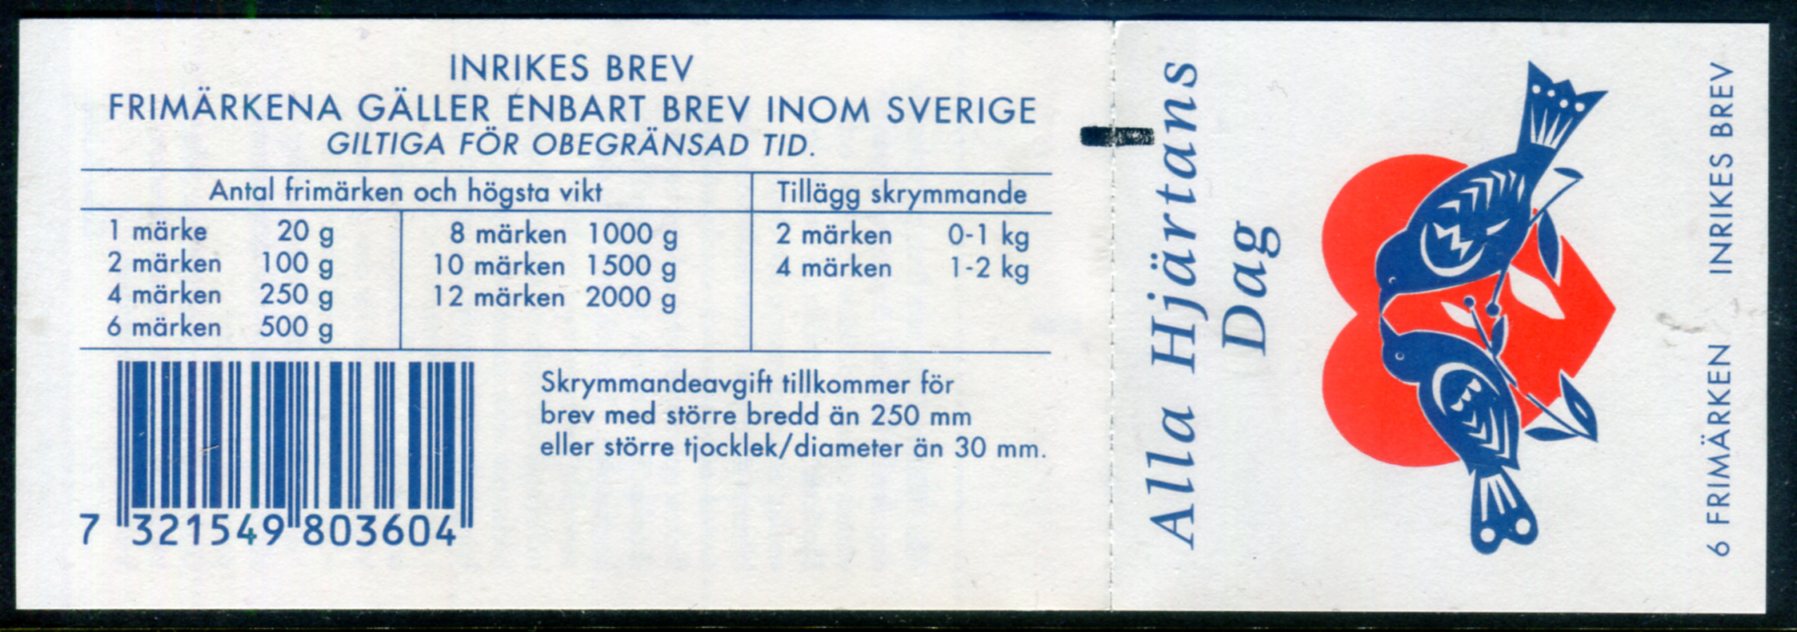 INRIKES BREV
FRIMÄRKENA GÄLLER ENBART BREV INOM SVERIGE
GILTIGA FÖR OBEGRÄNSAD TID.
Antal frimärken och högsta vikt
1 märke 20 g
2 märken 100 g
4 märken 250 g
6 märken 500 g
8 märken 1000 g
10 märken 1500 g
12 märken 2000 g
Tillägg skrymmande
2 märken 0-1 kg
4 märken 1-2 kg
Skrymmandeavgift tillkommer för
brev med större bredd än 250 mm
eller större tjocklek/diameter än 30 mm.
7 321549 803604
Alla Hjärtans
Dag
6 FRIMÄRKEN INRIKES BREV